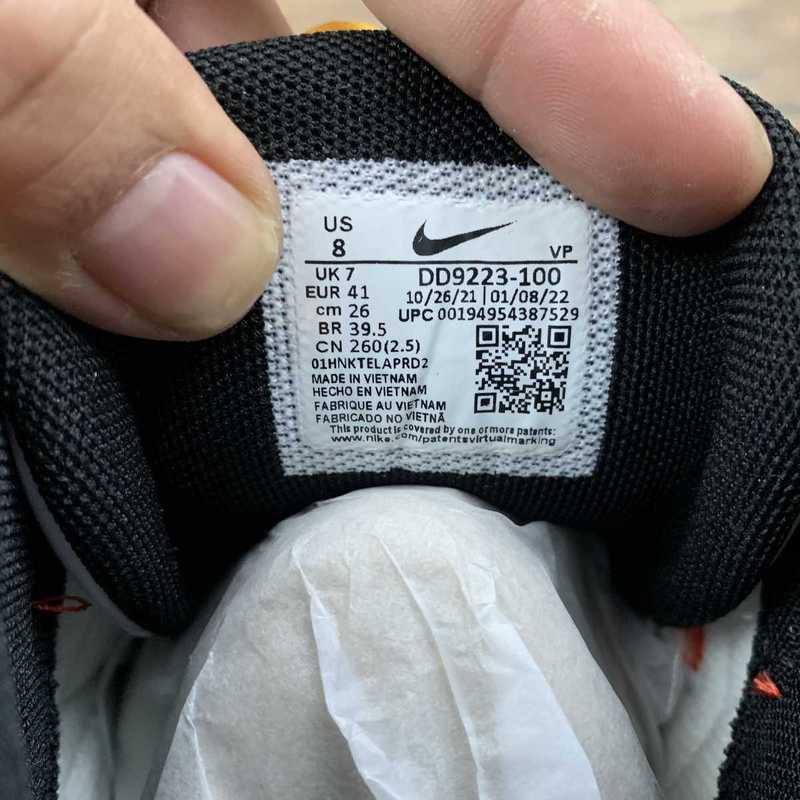 US
8
VP
UK 7
DD9223-100
EUR 41
10/26/21 | 01/08/22
cm 26
UPC 00194954387529
BR 39.5
CN 260(2.5)
01HNKTELAPRD2
MADE IN VIETNAM
HECHO EN VIETNAM
FABRIQUE AU VIETNAM
FABRICADO NO VIETNÃ
This product is covered by one or more patents:
www.nike.com/patentsvirtualmarking